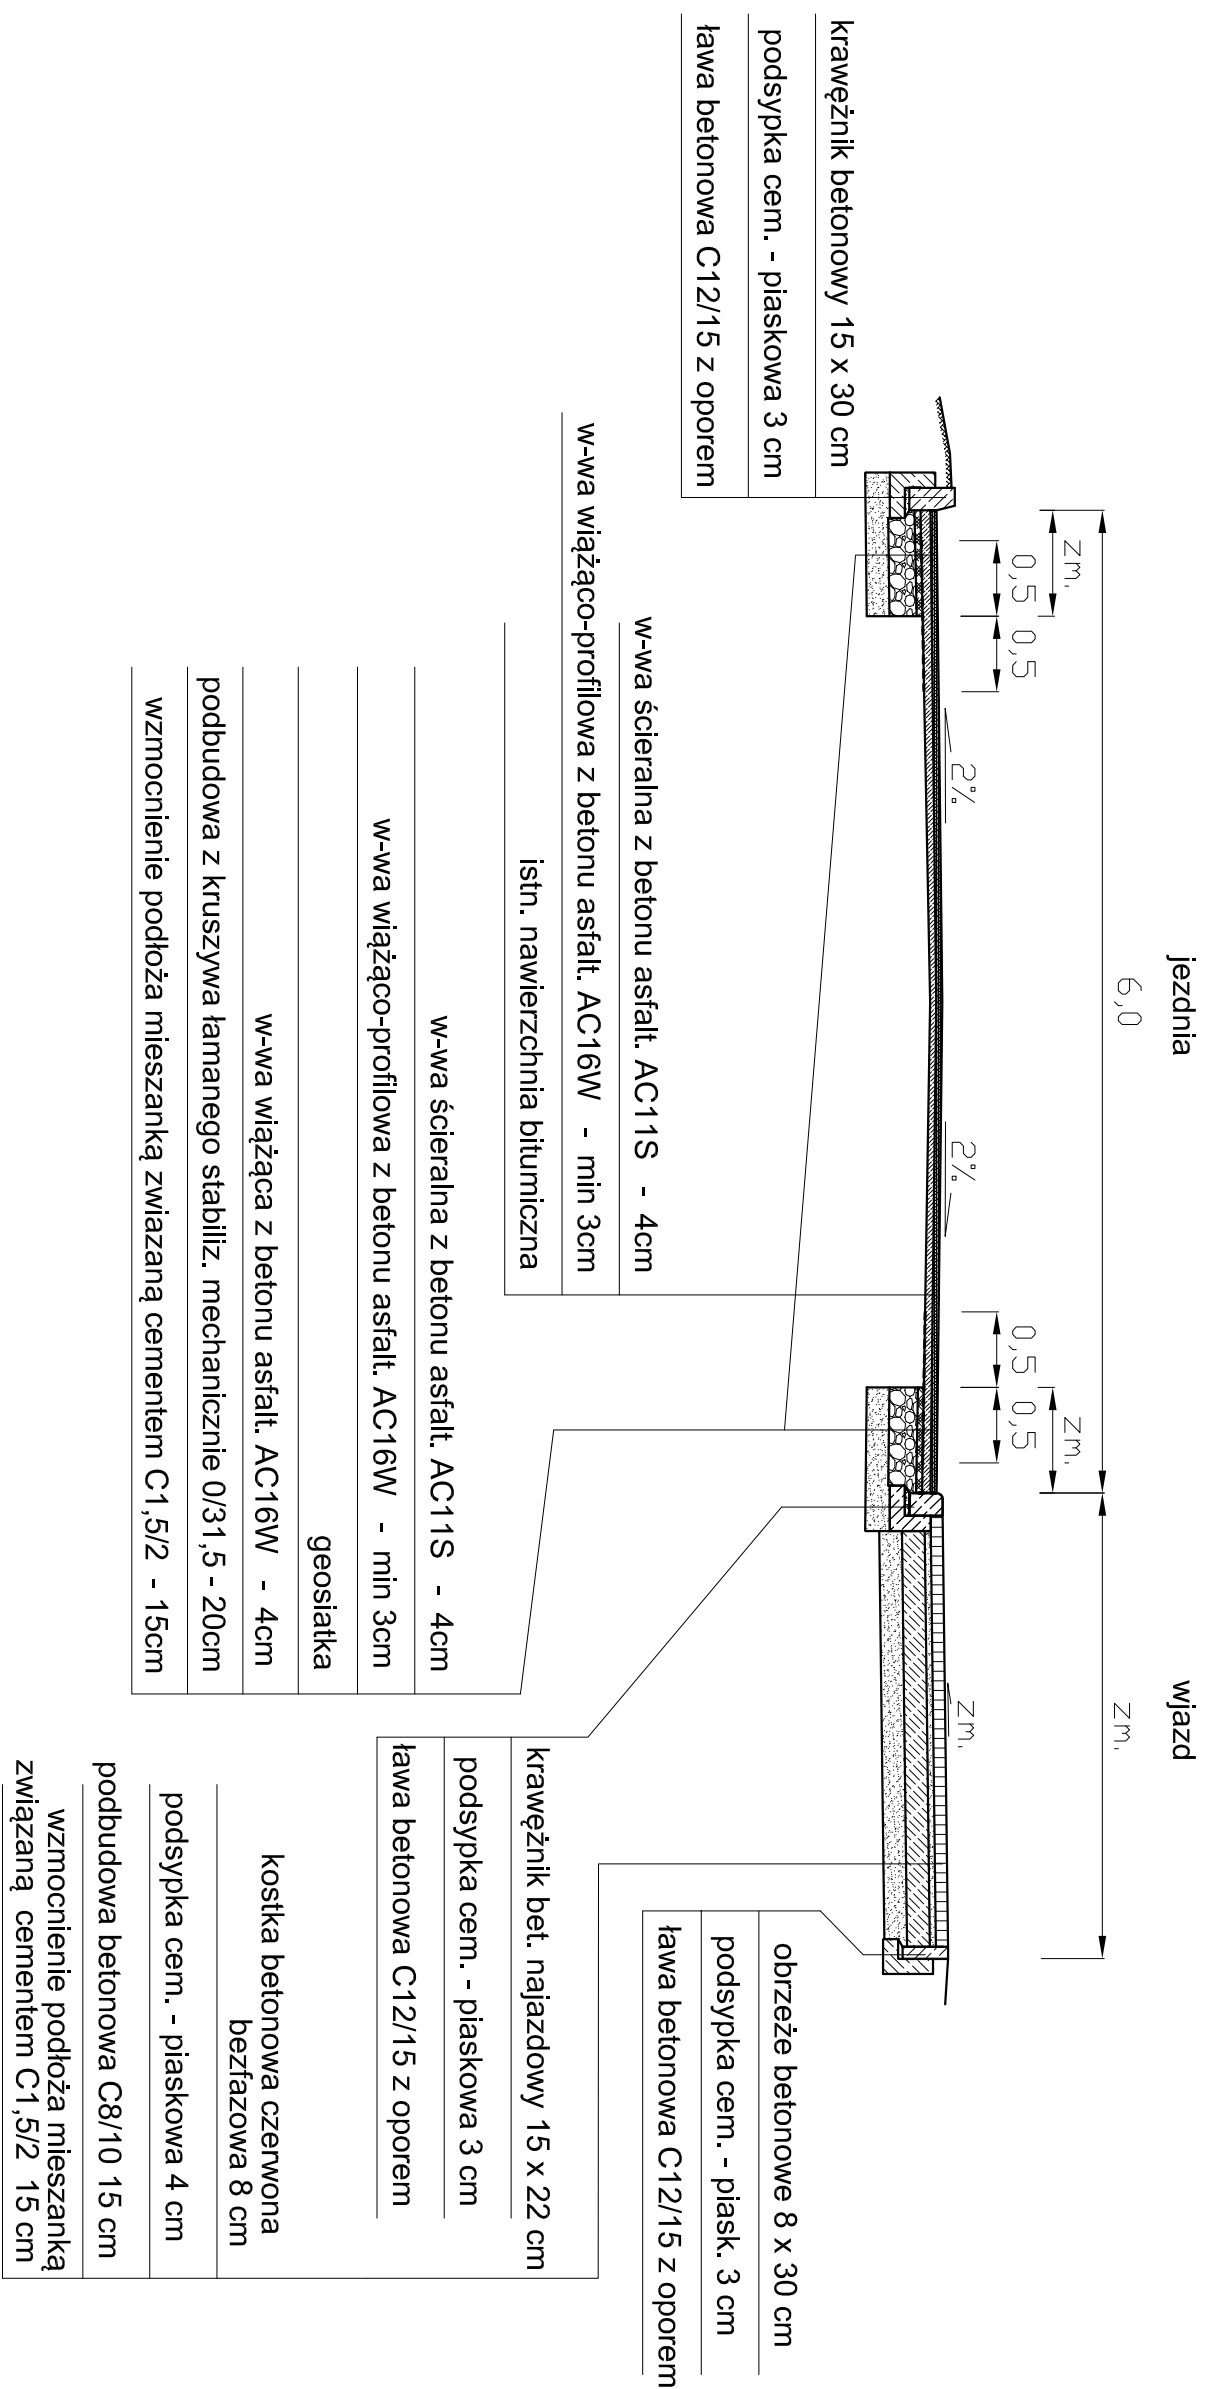 jezdnia
wjazd
6,0
zm.
zm.
zm.
0,5
0,5
0,5
0,5
2%
2%
zm.
krawężnik betonowy 15 x 30 cm
podsypka cem. - piaskowa 3 cm
ława betonowa C12/15 z oporem
w-wa ścieralna z betonu asfalt. AC11S - 4cm
w-wa wiążąco-profilowa z betonu asfalt. AC16W - min 3cm
istn. nawierzchnia bitumiczna
w-wa ścieralna z betonu asfalt. AC11S - 4cm
w-wa wiążąco-profilowa z betonu asfalt. AC16W - min 3cm
geosiatka
w-wa wiążąca z betonu asfalt. AC16W - 4cm
podbudowa z kruszywa łamanego stabiliz. mechanicznie 0/31,5 - 20cm
wzmocnienie podłoża mieszanką zwiazaną cementem C1,5/2 - 15cm
obrzeże betonowe 8 x 30 cm
podsypka cem. - piask. 3 cm
ława betonowa C12/15 z oporem
krawężnik bet. najazdowy 15 x 22 cm
podsypka cem. - piaskowa 3 cm
ława betonowa C12/15 z oporem
kostka betonowa czerwona
bezfazowa 8 cm
podsypka cem. - piaskowa 4 cm
podbudowa betonowa C8/10 15 cm
wzmocnienie podłoża mieszanką
związaną cementem C1,5/2 15 cm